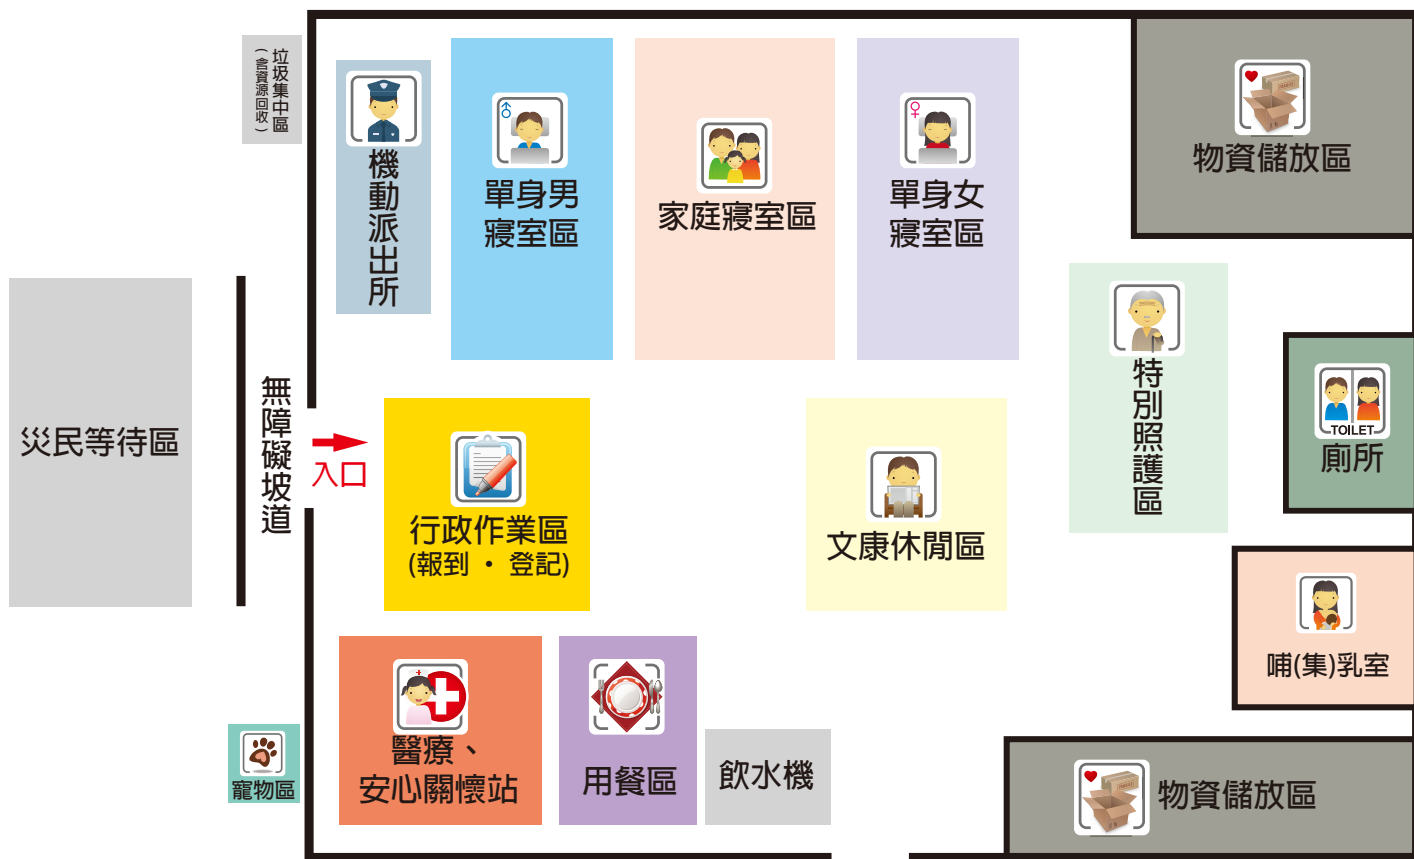 垃圾集中區
(含資源回收)
機動派出所
單身男
寢室區
家庭寢室區
單身女
寢室區
物資儲放區
災民等待區
無障礙坡道
入口
行政作業區
(報到 ‧ 登記)
文康休閒區
特別照護區
TOILET
廁所
哺(集)乳室
寵物區
醫療、
安心關懷站
用餐區
飲水機
物資儲放區